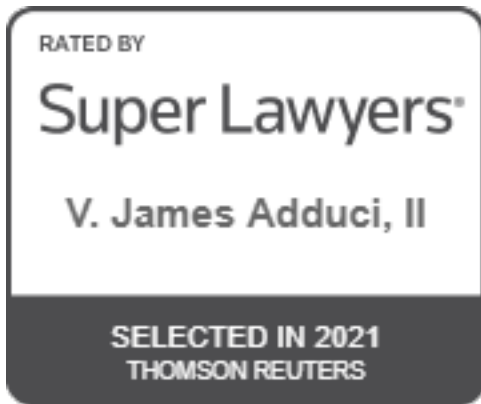 RATED BY
Super Lawyers®
V. James Adduci, II
SELECTED IN 2021
THOMSON REUTERS